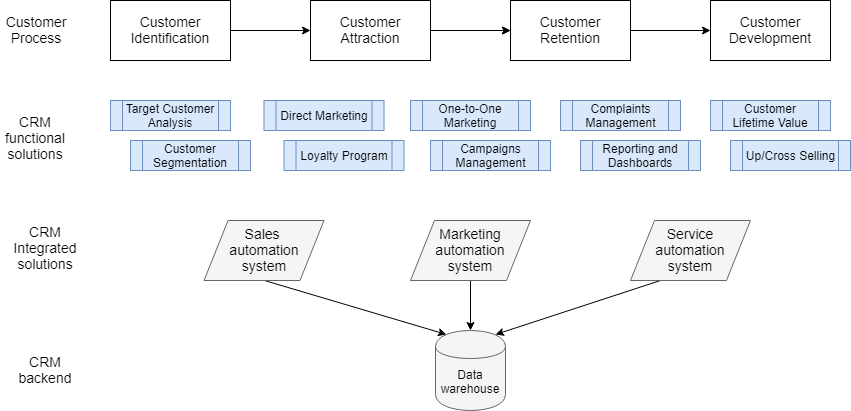 Customer
Process
Customer
Identification
Customer
Attraction
Customer
Retention
Customer
Development
CRM
functional
solutions
Target Customer
Analysis
Direct Marketing
One-to-One
Marketing
Complaints
Management
Customer
Lifetime Value
Customer
Segmentation
Loyalty Program
Campaigns
Management
Reporting and
Dashboards
Up/Cross Selling
CRM
Integrated
solutions
Sales
automation
system
Marketing
automation
system
Service
automation
system
CRM
backend
Data
warehouse